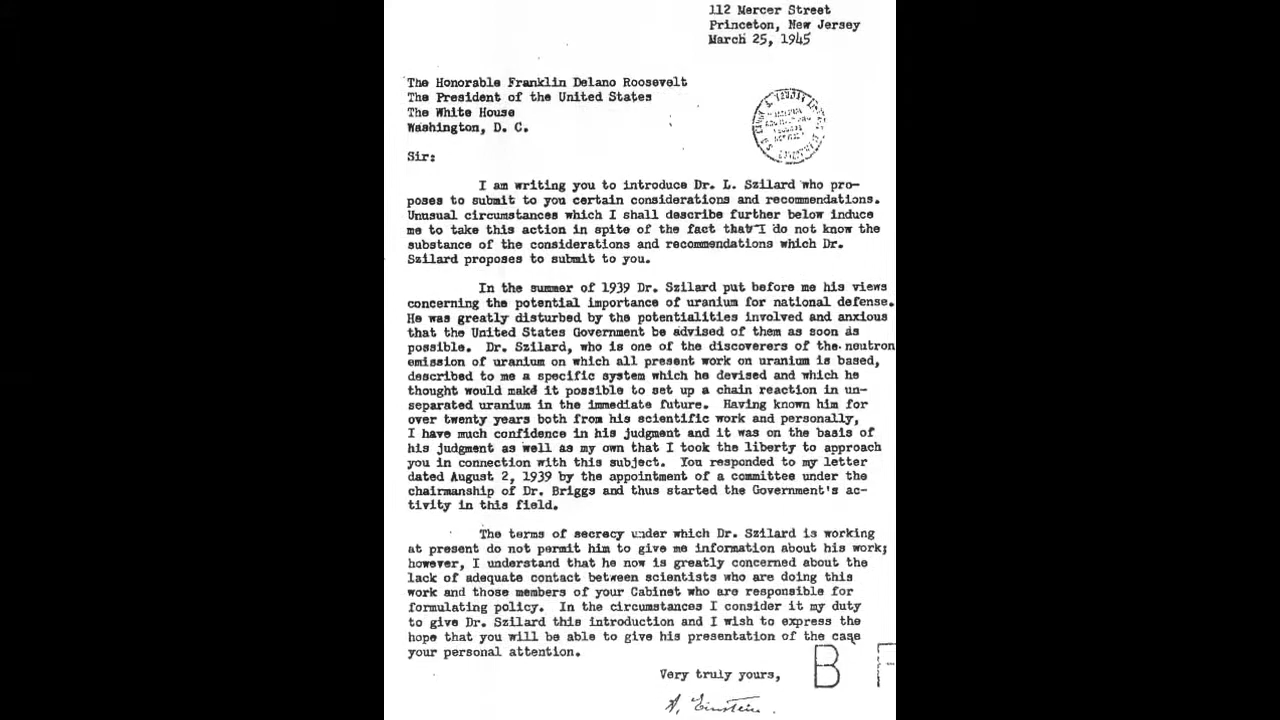 112 Mercer Street
Princeton, New Jersey
March 25, 1945
The Honorable Franklin Delano Roosevelt
The President of the United States
The White House
Washington, D. C.
Sir:
I am writing you to introduce Dr. L. Szilard who pro-
poses to submit to you certain considerations and recommendations.
Unusual circumstances which I shall describe further below induce
me to take this action in spite of the fact that I do not know the
substance of the considerations and recommendations which Dr.
Szilard proposes to submit to you.
In the summer of 1939 Dr. Szilard put before me his views
concerning the potential importance of uranium for national defense.
He was greatly disturbed by the potentialities involved and anxious
that the United States Government be advised of them as soon as
possible. Dr. Szilard, who is one of the discoverers of the neutron
emission of uranium on which all present work on uranium is based,
described to me a specific system which he devised and which he
thought would make it possible to set up a chain reaction in un-
separated uranium in the immediate future. Having known him for
over twenty years both from his scientific work and personally,
I have much confidence in his judgment and it was on the basis of
his judgment as well as my own that I took the liberty to approach
you in connection with this subject. You responded to my letter
dated August 2, 1939 by the appointment of a committee under the
chairmanship of Dr. Briggs and thus started the Government's ac-
tivity in this field.
The terms of secrecy under which Dr. Szilard is working
at present do not permit him to give me information about his work;
however, I understand that he now is greatly concerned about the
lack of adequate contact between scientists who are doing this
work and those members of your Cabinet who are responsible for
formulating policy. In the circumstances I consider it my duty
to give Dr. Szilard this introduction and I wish to express the
hope that you will be able to give his presentation of the case
your personal attention.
Very truly yours,
B F
A. Einstein.